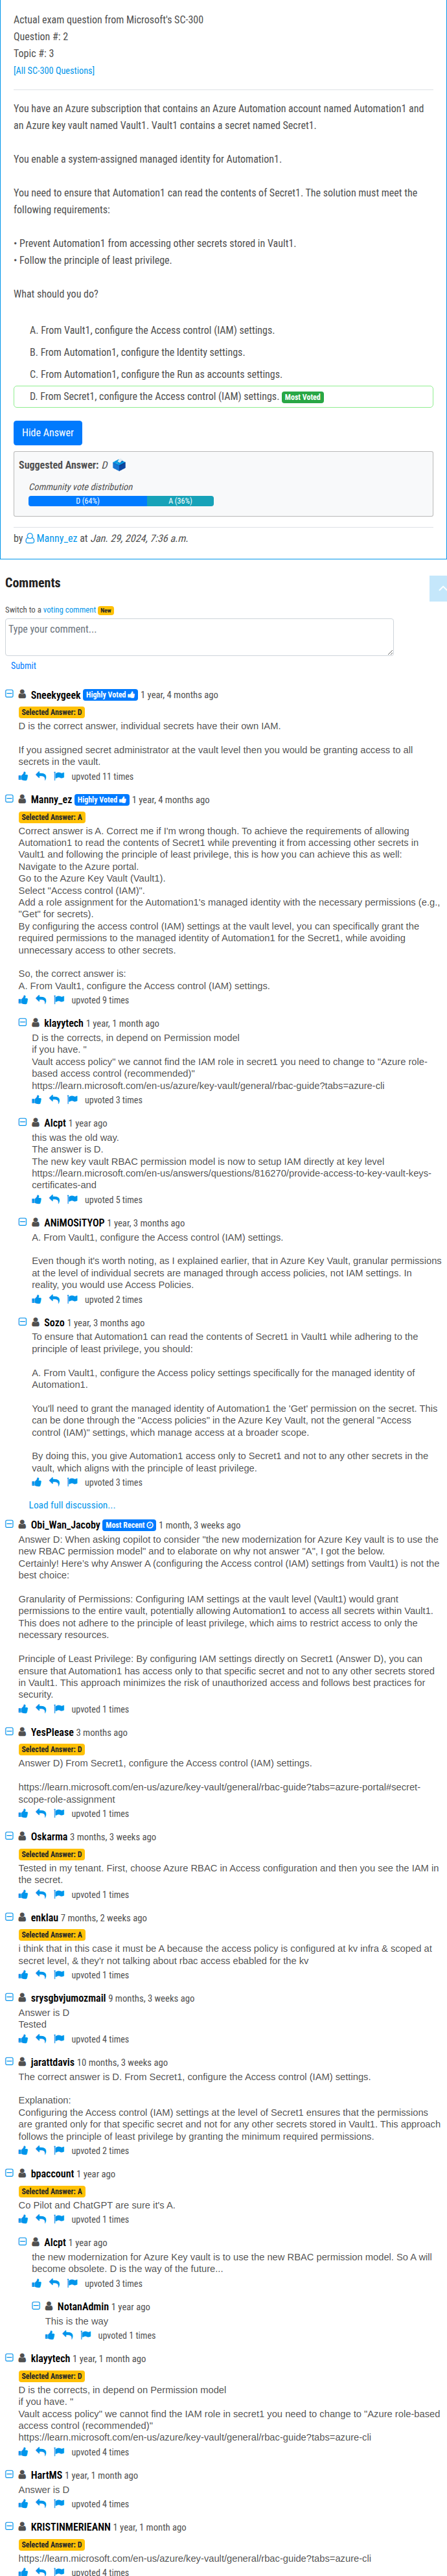 Actual exam question from Microsoft's SC-300
Question #: 2
Topic #: 3
[All SC-300 Questions]
You have an Azure subscription that contains an Azure Automation account named Automation1 and
an Azure key vault named Vault1. Vault1 contains a secret named Secret1.
You enable a system-assigned managed identity for Automation1.
You need to ensure that Automation1 can read the contents of Secret1. The solution must meet the
following requirements:
• Prevent Automation1 from accessing other secrets stored in Vault1.
• Follow the principle of least privilege.
What should you do?
A. From Vault1, configure the Access control (IAM) settings.
B. From Automation1, configure the Identity settings.
C. From Automation1, configure the Run as accounts settings.
D. From Secret1, configure the Access control (IAM) settings. Most Voted
Hide Answer
Suggested Answer: D
Community vote distribution
D (64%) A (36%)
by Manny_ez at Jan. 29, 2024, 7:36 a.m.
Comments
Switch to a voting comment New
Type your comment...
Submit
Sneekygeek Highly Voted 1 year, 4 months ago
Selected Answer: D
D is the correct answer, individual secrets have their own IAM.
If you assigned secret administrator at the vault level then you would be granting access to all
secrets in the vault.
upvoted 11 times
Manny_ez Highly Voted 1 year, 4 months ago
Selected Answer: A
Correct answer is A. Correct me if I'm wrong though. To achieve the requirements of allowing
Automation1 to read the contents of Secret1 while preventing it from accessing other secrets in
Vault1 and following the principle of least privilege, this is how you can achieve this as well:
Navigate to the Azure portal.
Go to the Azure Key Vault (Vault1).
Select "Access control (IAM)".
Add a role assignment for the Automation1's managed identity with the necessary permissions (e.g.,
"Get" for secrets).
By configuring the access control (IAM) settings at the vault level, you can specifically grant the
required permissions to the managed identity of Automation1 for the Secret1, while avoiding
unnecessary access to other secrets.
So, the correct answer is:
A. From Vault1, configure the Access control (IAM) settings.
upvoted 9 times
klayytech 1 year, 1 month ago
D is the corrects, in depend on Permission model
if you have. "
Vault access policy" we cannot find the IAM role in secret1 you need to change to "Azure role-
based access control (recommended)"
https://learn.microsoft.com/en-us/azure/key-vault/general/rbac-guide?tabs=azure-cli
upvoted 3 times
Alcpt 1 year ago
this was the old way.
The answer is D.
The new key vault RBAC permission model is now to setup IAM directly at key level
https://learn.microsoft.com/en-us/answers/questions/816270/provide-access-to-key-vault-keys-
certificates-and
upvoted 5 times
ANiMOSiTYOP 1 year, 3 months ago
A. From Vault1, configure the Access control (IAM) settings.
Even though it's worth noting, as I explained earlier, that in Azure Key Vault, granular permissions
at the level of individual secrets are managed through access policies, not IAM settings. In
reality, you would use Access Policies.
upvoted 2 times
Sozo 1 year, 3 months ago
To ensure that Automation1 can read the contents of Secret1 in Vault1 while adhering to the
principle of least privilege, you should:
A. From Vault1, configure the Access policy settings specifically for the managed identity of
Automation1.
You'll need to grant the managed identity of Automation1 the 'Get' permission on the secret. This
can be done through the "Access policies" in the Azure Key Vault, not the general "Access
control (IAM)" settings, which manage access at a broader scope.
By doing this, you give Automation1 access only to Secret1 and not to any other secrets in the
vault, which aligns with the principle of least privilege.
upvoted 3 times
Load full discussion...
Obi_Wan_Jacoby Most Recent 1 month, 3 weeks ago
Answer D: When asking copilot to consider "the new modernization for Azure Key vault is to use the
new RBAC permission model" and to elaborate on why not answer "A", I got the below.
Certainly! Here's why Answer A (configuring the Access control (IAM) settings from Vault1) is not the
best choice:
Granularity of Permissions: Configuring IAM settings at the vault level (Vault1) would grant
permissions to the entire vault, potentially allowing Automation1 to access all secrets within Vault1.
This does not adhere to the principle of least privilege, which aims to restrict access to only the
necessary resources.
Principle of Least Privilege: By configuring IAM settings directly on Secret1 (Answer D), you can
ensure that Automation1 has access only to that specific secret and not to any other secrets stored
in Vault1. This approach minimizes the risk of unauthorized access and follows best practices for
security.
upvoted 1 times
YesPlease 3 months ago
Selected Answer: D
Answer D) From Secret1, configure the Access control (IAM) settings.
https://learn.microsoft.com/en-us/azure/key-vault/general/rbac-guide?tabs=azure-portal#secret-
scope-role-assignment
upvoted 1 times
Oskarma 3 months, 3 weeks ago
Selected Answer: D
Tested in my tenant. First, choose Azure RBAC in Access configuration and then you see the IAM in
the secret.
upvoted 1 times
enklau 7 months, 2 weeks ago
Selected Answer: A
i think that in this case it must be A because the access policy is configured at kv infra & scoped at
secret level, & they'r not talking about rbac access ebabled for the kv
upvoted 1 times
srysgbvjumozmail 9 months, 3 weeks ago
Answer is D
Tested
upvoted 4 times
jarattdavis 10 months, 3 weeks ago
The correct answer is D. From Secret1, configure the Access control (IAM) settings.
Explanation:
Configuring the Access control (IAM) settings at the level of Secret1 ensures that the permissions
are granted only for that specific secret and not for any other secrets stored in Vault1. This approach
follows the principle of least privilege by granting the minimum required permissions.
upvoted 2 times
bpaccount 1 year ago
Selected Answer: A
Co Pilot and ChatGPT are sure it's A.
upvoted 1 times
Alcpt 1 year ago
the new modernization for Azure Key vault is to use the new RBAC permission model. So A will
become obsolete. D is the way of the future...
upvoted 3 times
NotanAdmin 1 year ago
This is the way
upvoted 1 times
klayytech 1 year, 1 month ago
Selected Answer: D
D is the corrects, in depend on Permission model
if you have. "
Vault access policy" we cannot find the IAM role in secret1 you need to change to "Azure role-based
access control (recommended)"
https://learn.microsoft.com/en-us/azure/key-vault/general/rbac-guide?tabs=azure-cli
upvoted 4 times
HartMS 1 year, 1 month ago
Answer is D
upvoted 4 times
KRISTINMERIEANN 1 year, 1 month ago
Selected Answer: D
https://learn.microsoft.com/en-us/azure/key-vault/general/rbac-guide?tabs=azure-cli
upvoted 4 times